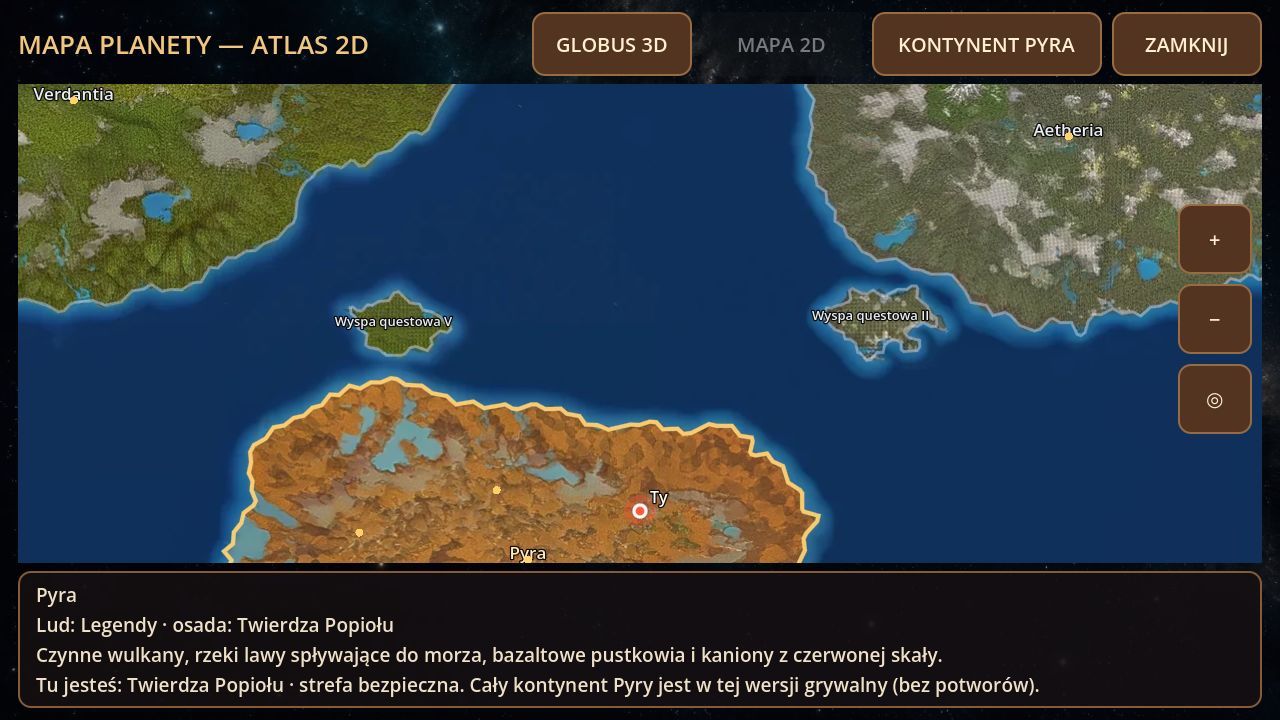 MAPA PLANETY — ATLAS 2D
GLOBUS 3D
MAPA 2D
KONTYNENT PYRA
ZAMKNIJ
Verdantia
Aetheria
Wyspa questowa V
Wyspa questowa II
+
−
◎
Ty
Pyra
Pyra
Lud: Legendy · osada: Twierdza Popiołu
Czynne wulkany, rzeki lawy spływające do morza, bazaltowe pustkowia i kaniony z czerwonej skały.
Tu jesteś: Twierdza Popiołu · strefa bezpieczna. Cały kontynent Pyry jest w tej wersji grywalny (bez potworów).